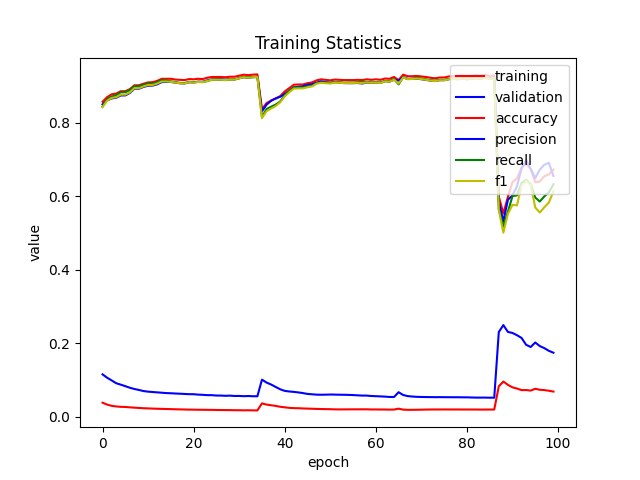 Training Statistics
training
validation
accuracy
precision
recall
f1
value
0.8
0.6
0.4
0.2
0.0
0
20
40
60
80
100
epoch